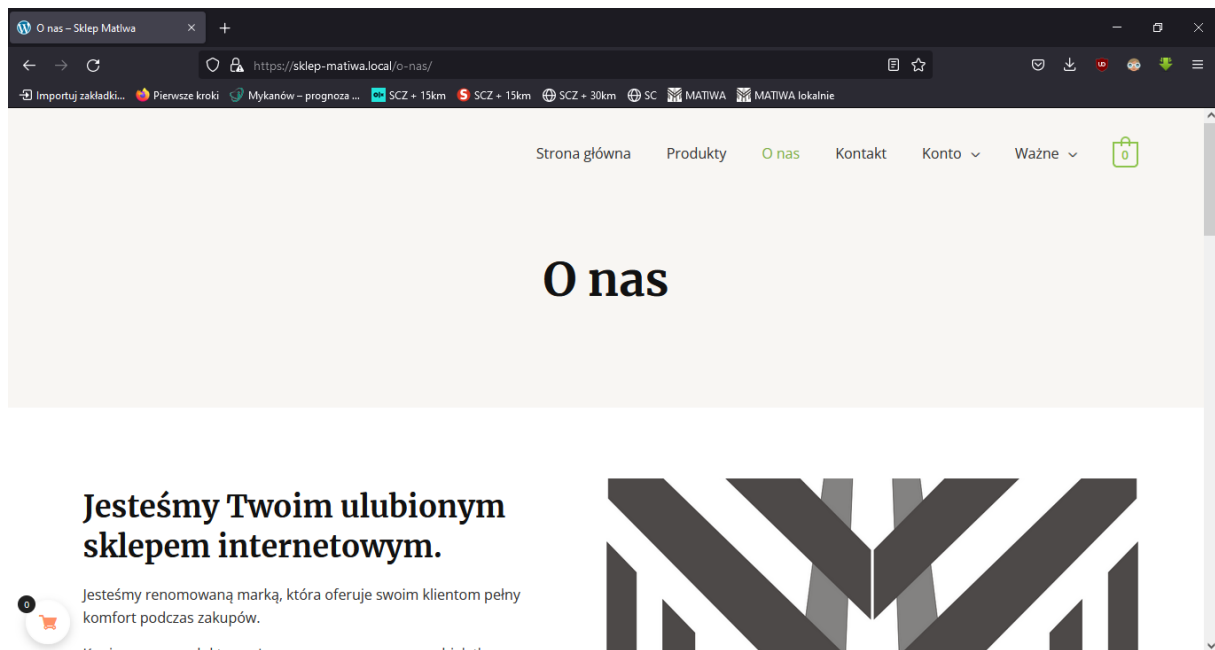 O nas – Sklep Matlwa
https://sklep-matiwa.local/o-nas/
Importuj zakładki... Pierwsze kroki Mykanów – prognoza ... SCZ + 15km SCZ + 15km SCZ + 30km SC MATIWA MATIWA lokalnie
Strona główna Produkty O nas Kontakt Konto Ważne 0
O nas
Jesteśmy Twoim ulubionym
sklepem internetowym.
Jesteśmy renomowaną marką, która oferuje swoim klientom pełny
komfort podczas zakupów.
0